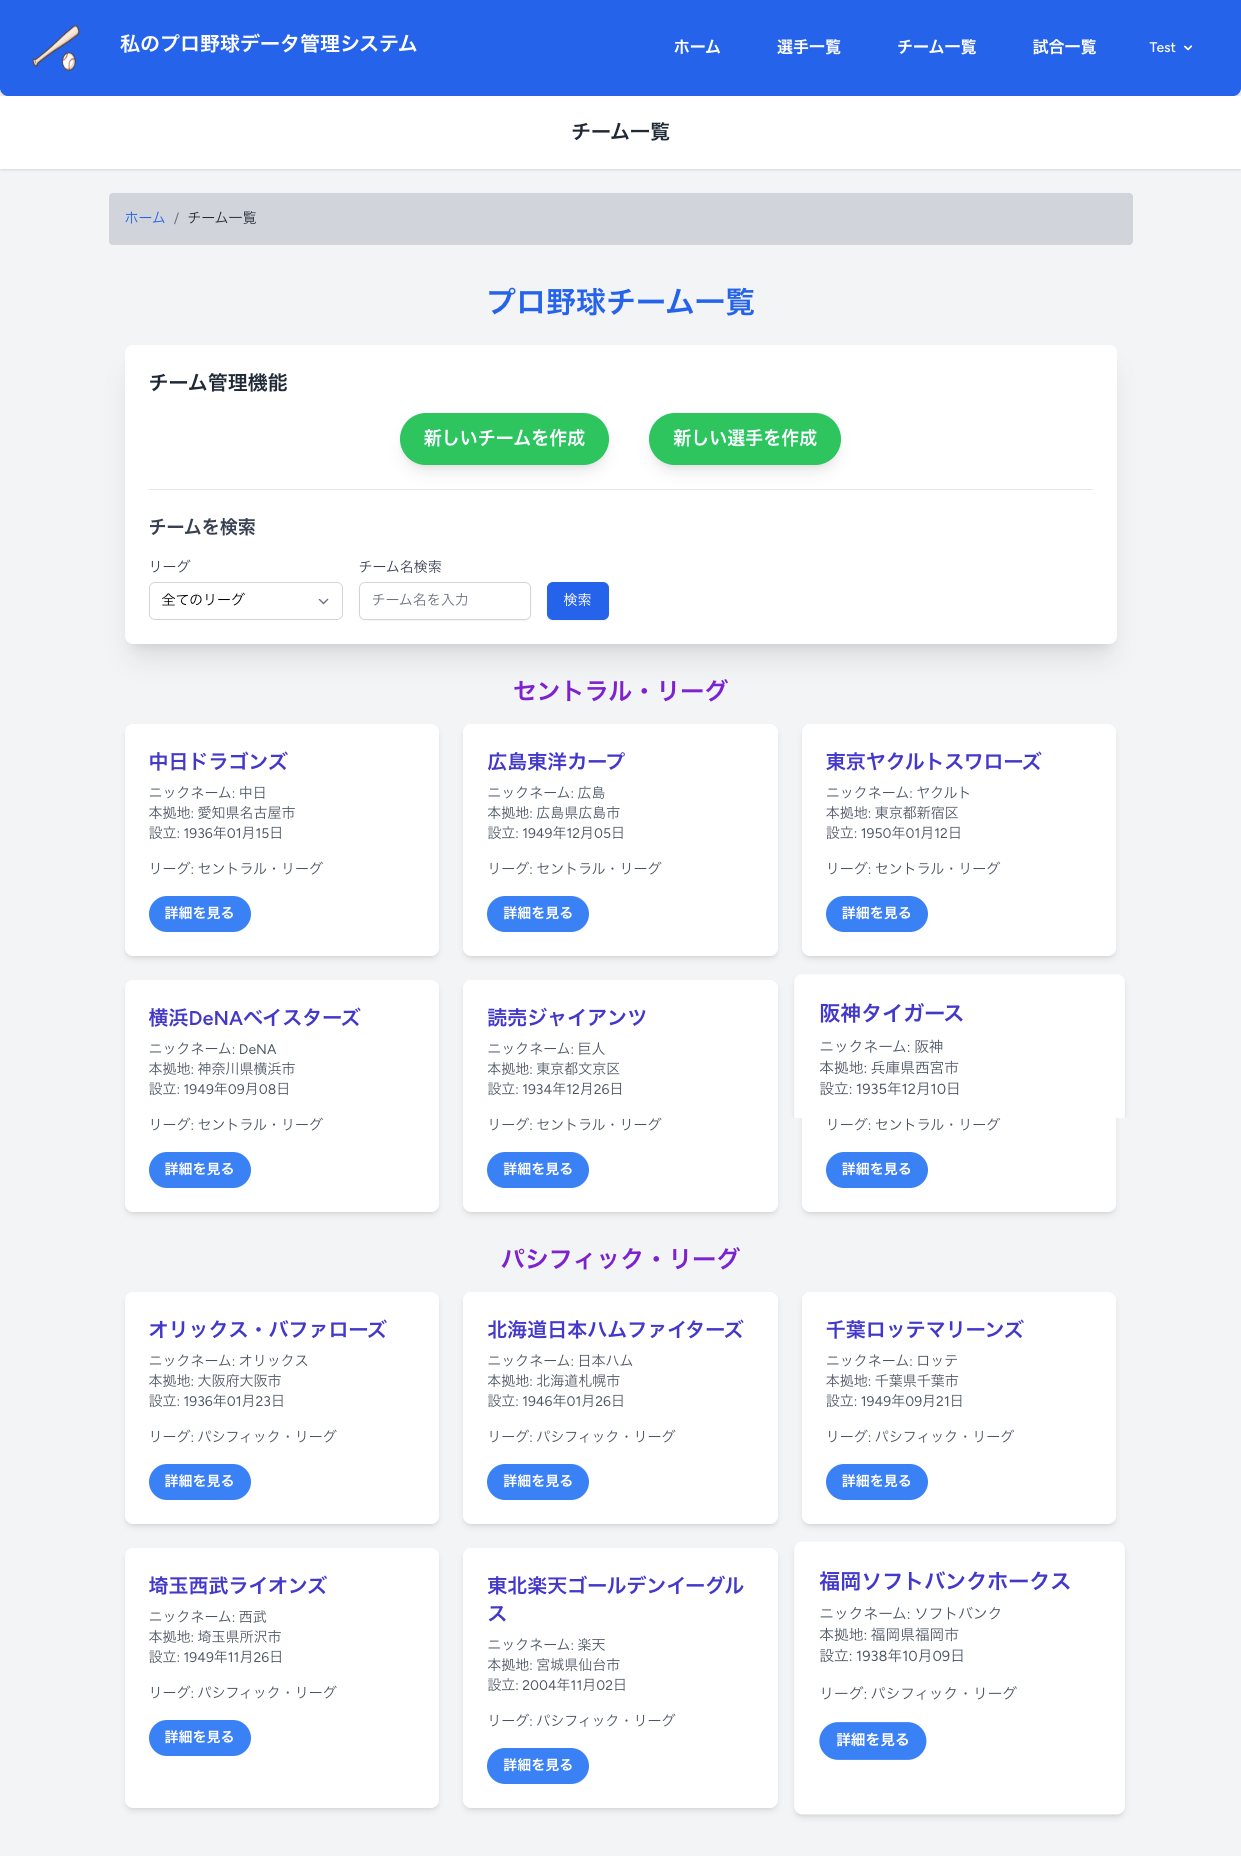 私のプロ野球データ管理システム
ホーム
選手一覧
チーム一覧
試合一覧
Test
チーム一覧
ホーム / チーム一覧
プロ野球チーム一覧
チーム管理機能
新しいチームを作成
新しい選手を作成
チームを検索
リーグ
チーム名検索
全てのリーグ
チーム名を入力
検索
セントラル・リーグ
中日ドラゴンズ
ニックネーム: 中日
本拠地: 愛知県名古屋市
設立: 1936年01月15日
リーグ: セントラル・リーグ
詳細を見る
広島東洋カープ
ニックネーム: 広島
本拠地: 広島県広島市
設立: 1949年12月05日
リーグ: セントラル・リーグ
詳細を見る
東京ヤクルトスワローズ
ニックネーム: ヤクルト
本拠地: 東京都新宿区
設立: 1950年01月12日
リーグ: セントラル・リーグ
詳細を見る
横浜DeNAベイスターズ
ニックネーム: DeNA
本拠地: 神奈川県横浜市
設立: 1949年09月08日
リーグ: セントラル・リーグ
詳細を見る
読売ジャイアンツ
ニックネーム: 巨人
本拠地: 東京都文京区
設立: 1934年12月26日
リーグ: セントラル・リーグ
詳細を見る
阪神タイガース
ニックネーム: 阪神
本拠地: 兵庫県西宮市
設立: 1935年12月10日
リーグ: セントラル・リーグ
詳細を見る
パシフィック・リーグ
オリックス・バファローズ
ニックネーム: オリックス
本拠地: 大阪府大阪市
設立: 1936年01月23日
リーグ: パシフィック・リーグ
詳細を見る
北海道日本ハムファイターズ
ニックネーム: 日本ハム
本拠地: 北海道札幌市
設立: 1946年01月26日
リーグ: パシフィック・リーグ
詳細を見る
千葉ロッテマリーンズ
ニックネーム: ロッテ
本拠地: 千葉県千葉市
設立: 1949年09月21日
リーグ: パシフィック・リーグ
詳細を見る
埼玉西武ライオンズ
ニックネーム: 西武
本拠地: 埼玉県所沢市
設立: 1949年11月26日
リーグ: パシフィック・リーグ
詳細を見る
東北楽天ゴールデンイーグル
ス
ニックネーム: 楽天
本拠地: 宮城県仙台市
設立: 2004年11月02日
リーグ: パシフィック・リーグ
詳細を見る
福岡ソフトバンクホークス
ニックネーム: ソフトバンク
本拠地: 福岡県福岡市
設立: 1938年10月09日
リーグ: パシフィック・リーグ
詳細を見る